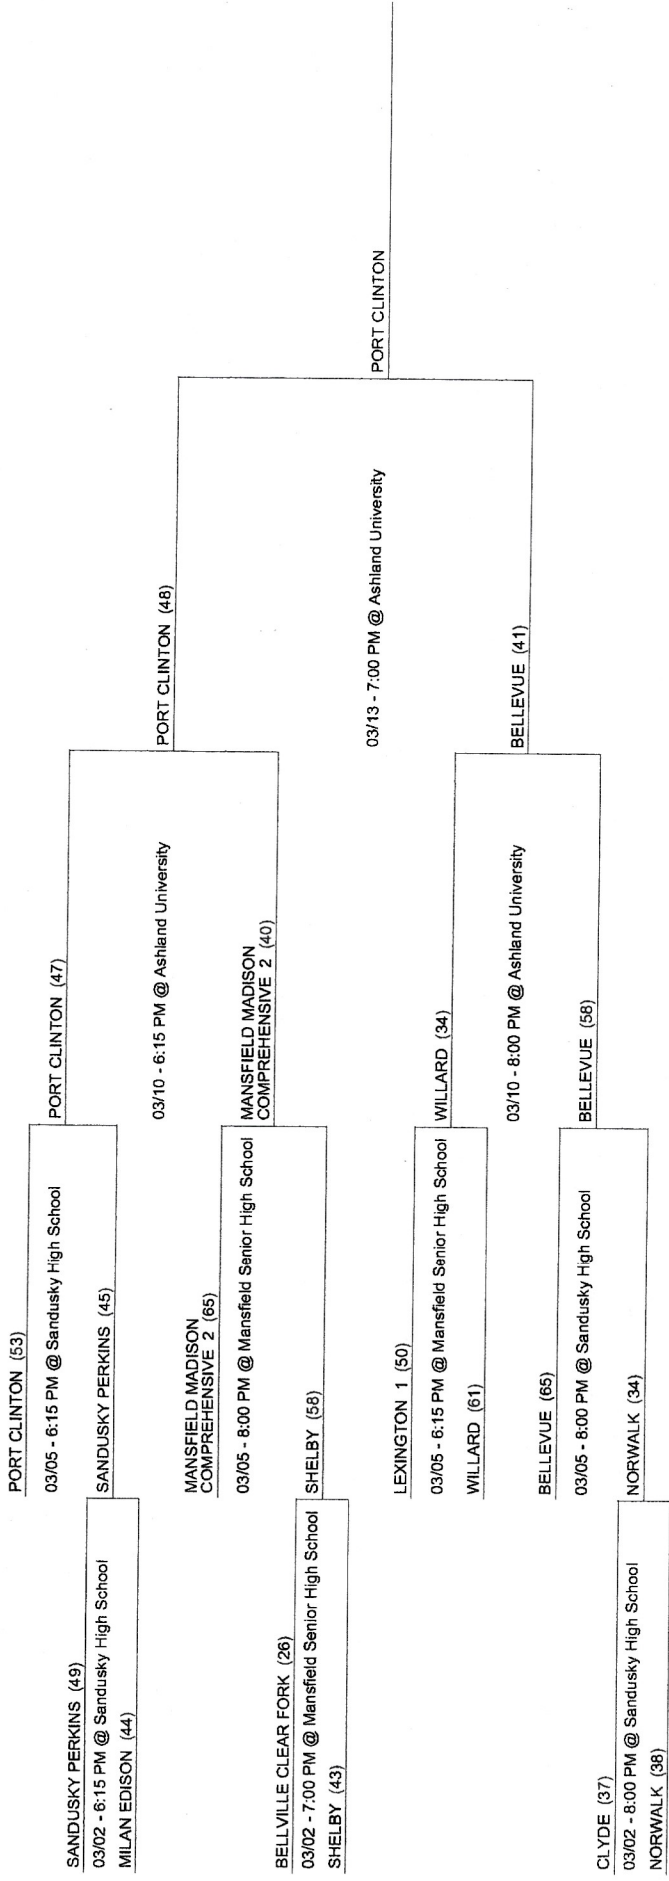 SANDUSKY PERKINS (49)
03/02 - 6:15 PM @ Sandusky High School
MILAN EDISON (44)
BELLVILLE CLEAR FORK (26)
03/02 - 7:00 PM @ Mansfield Senior High School
SHELBY (43)
CLYDE (37)
03/02 - 8:00 PM @ Sandusky High School
NORWALK (38)
PORT CLINTON (53)
03/05 - 6:15 PM @ Sandusky High School
SANDUSKY PERKINS (45)
MANSFIELD MADISON
COMPREHENSIVE 2 (65)
03/05 - 8:00 PM @ Mansfield Senior High School
SHELBY (58)
LEXINGTON 1 (50)
03/05 - 6:15 PM @ Mansfield Senior High School
WILLARD (61)
BELLEVUE (65)
03/05 - 8:00 PM @ Sandusky High School
NORWALK (34)
PORT CLINTON (47)
03/10 - 6:15 PM @ Ashland University
MANSFIELD MADISON
COMPREHENSIVE 2 (40)
WILLARD (34)
03/10 - 8:00 PM @ Ashland University
BELLEVUE (58)
PORT CLINTON (48)
03/13 - 7:00 PM @ Ashland University
BELLEVUE (41)
PORT CLINTON